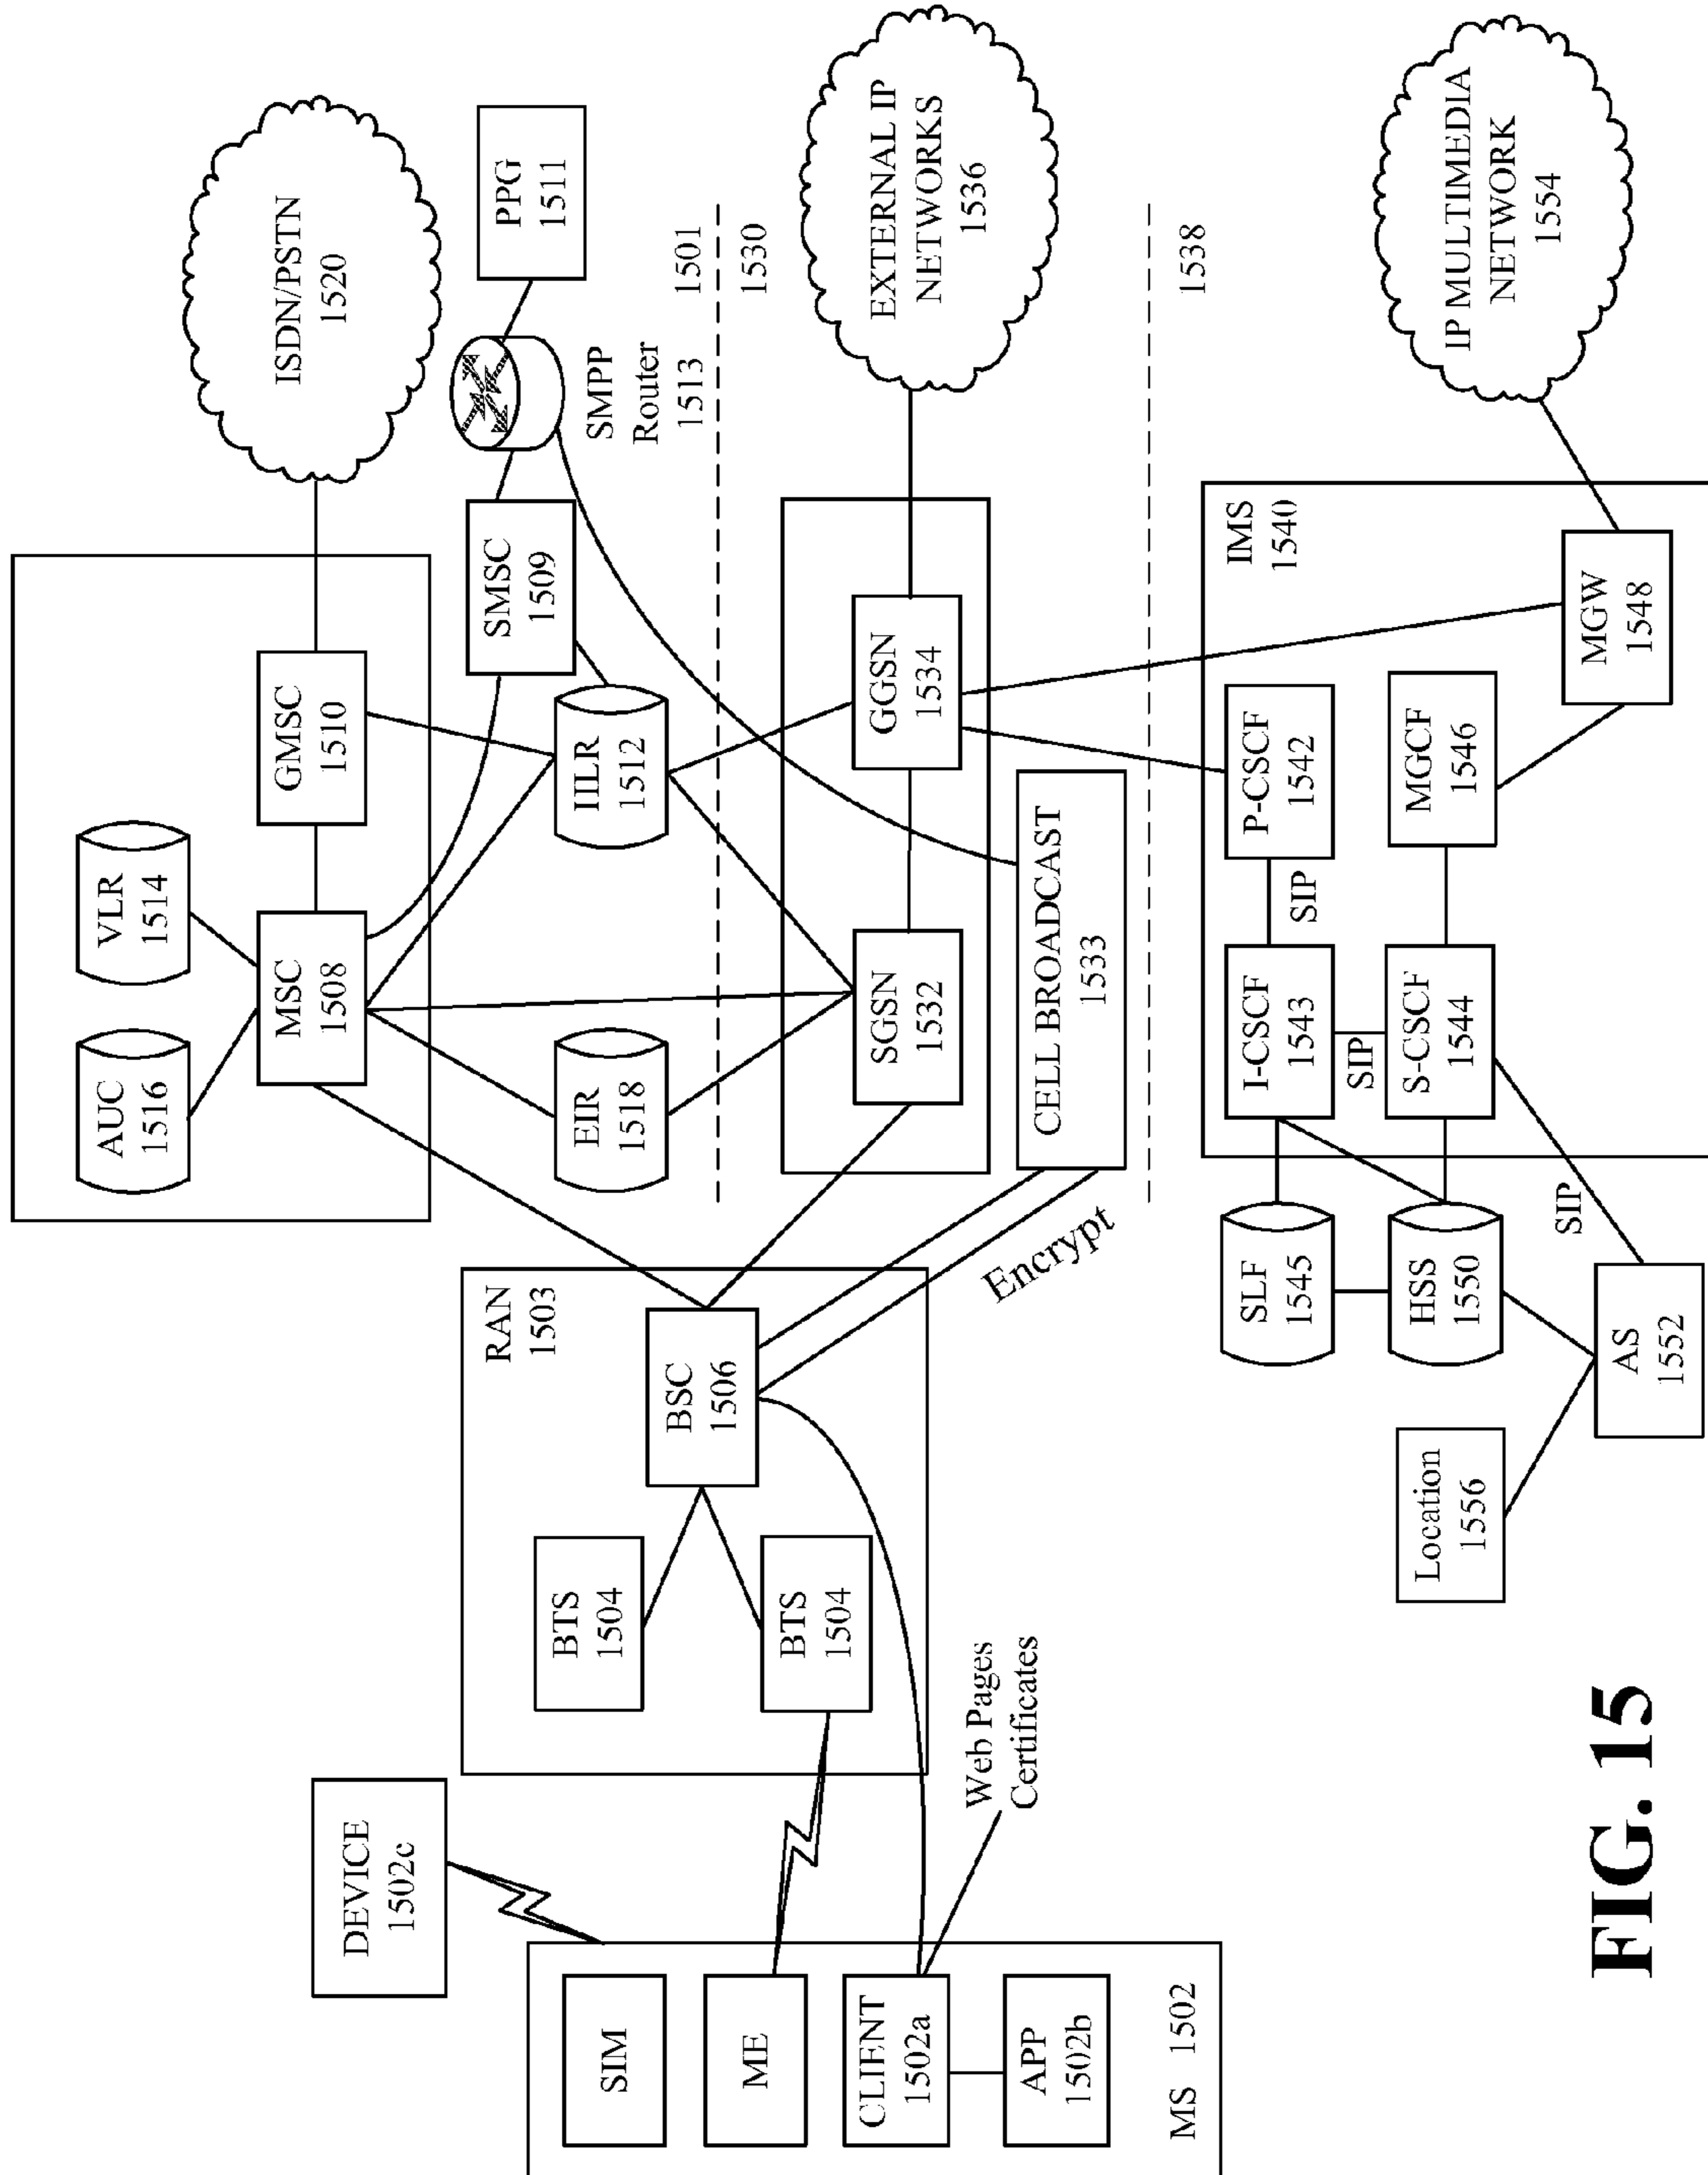 ISDN/PSTN
1520
VLR
1514
AUC
1516
GMSC
1510
MSC
1508
PPG
1511
SMPP
Router
1513
SMSC
1509
HLR
1512
EIR
1518
1501
1530
DEVICE
1502c
SIM
ME
CLIENT
1502a
APP
1502b
MS 1502
Web Pages
Certificates
RAN
1503
BTS
1504
BTS
1504
BSC
1506
Encrypt
SGSN
1532
GGSN
1534
CELL BROADCAST
1533
EXTERNAL IP
NETWORKS
1536
1538
IMS
1540
P-CSCF
1542
SIP
I-CSCF
1543
SIP
S-CSCF
1544
MGCF
1546
MGW
1548
IP MULTIMEDIA
NETWORK
1554
SLF
1545
HSS
1550
SIP
AS
1552
Location
1556
FIG. 15